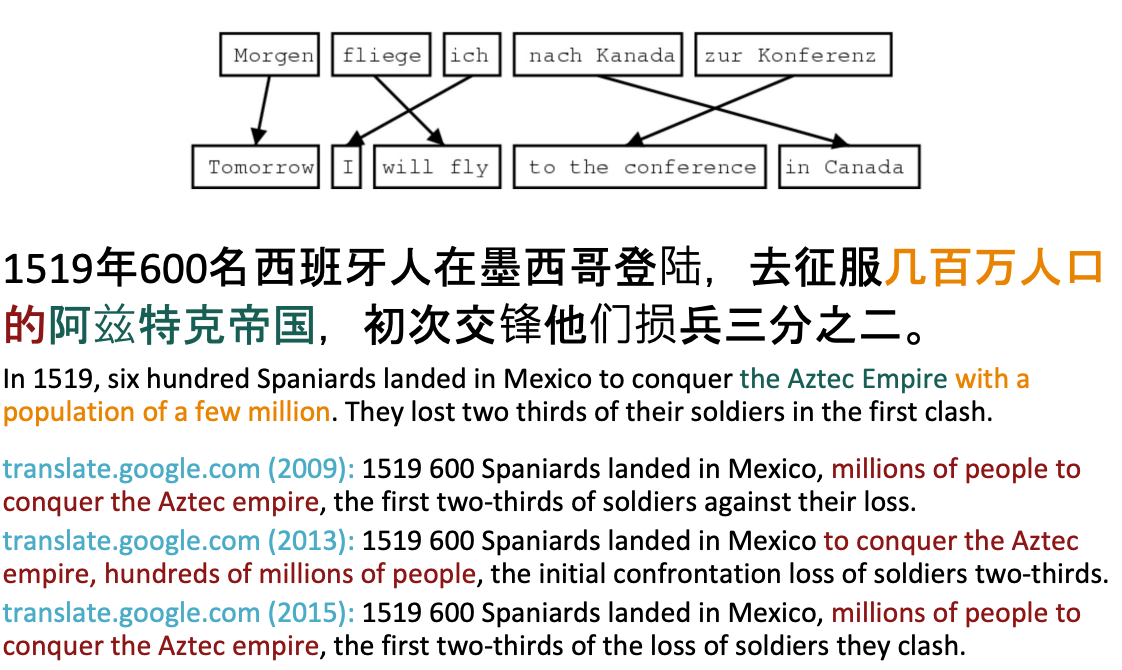 Morgen fliege ich nach Kanada zur Konferenz
Tomorrow I will fly to the conference in Canada
1519年600名西班牙人在墨西哥登陆，去征服几百万人口
的阿兹特克帝国，初次交锋他们损兵三分之二。
In 1519, six hundred Spaniards landed in Mexico to conquer the Aztec Empire with a
population of a few million. They lost two thirds of their soldiers in the first clash.
translate.google.com (2009): 1519 600 Spaniards landed in Mexico, millions of people to
conquer the Aztec empire, the first two-thirds of soldiers against their loss.
translate.google.com (2013): 1519 600 Spaniards landed in Mexico to conquer the Aztec
empire, hundreds of millions of people, the initial confrontation loss of soldiers two-thirds.
translate.google.com (2015): 1519 600 Spaniards landed in Mexico, millions of people to
conquer the Aztec empire, the first two-thirds of the loss of soldiers they clash.